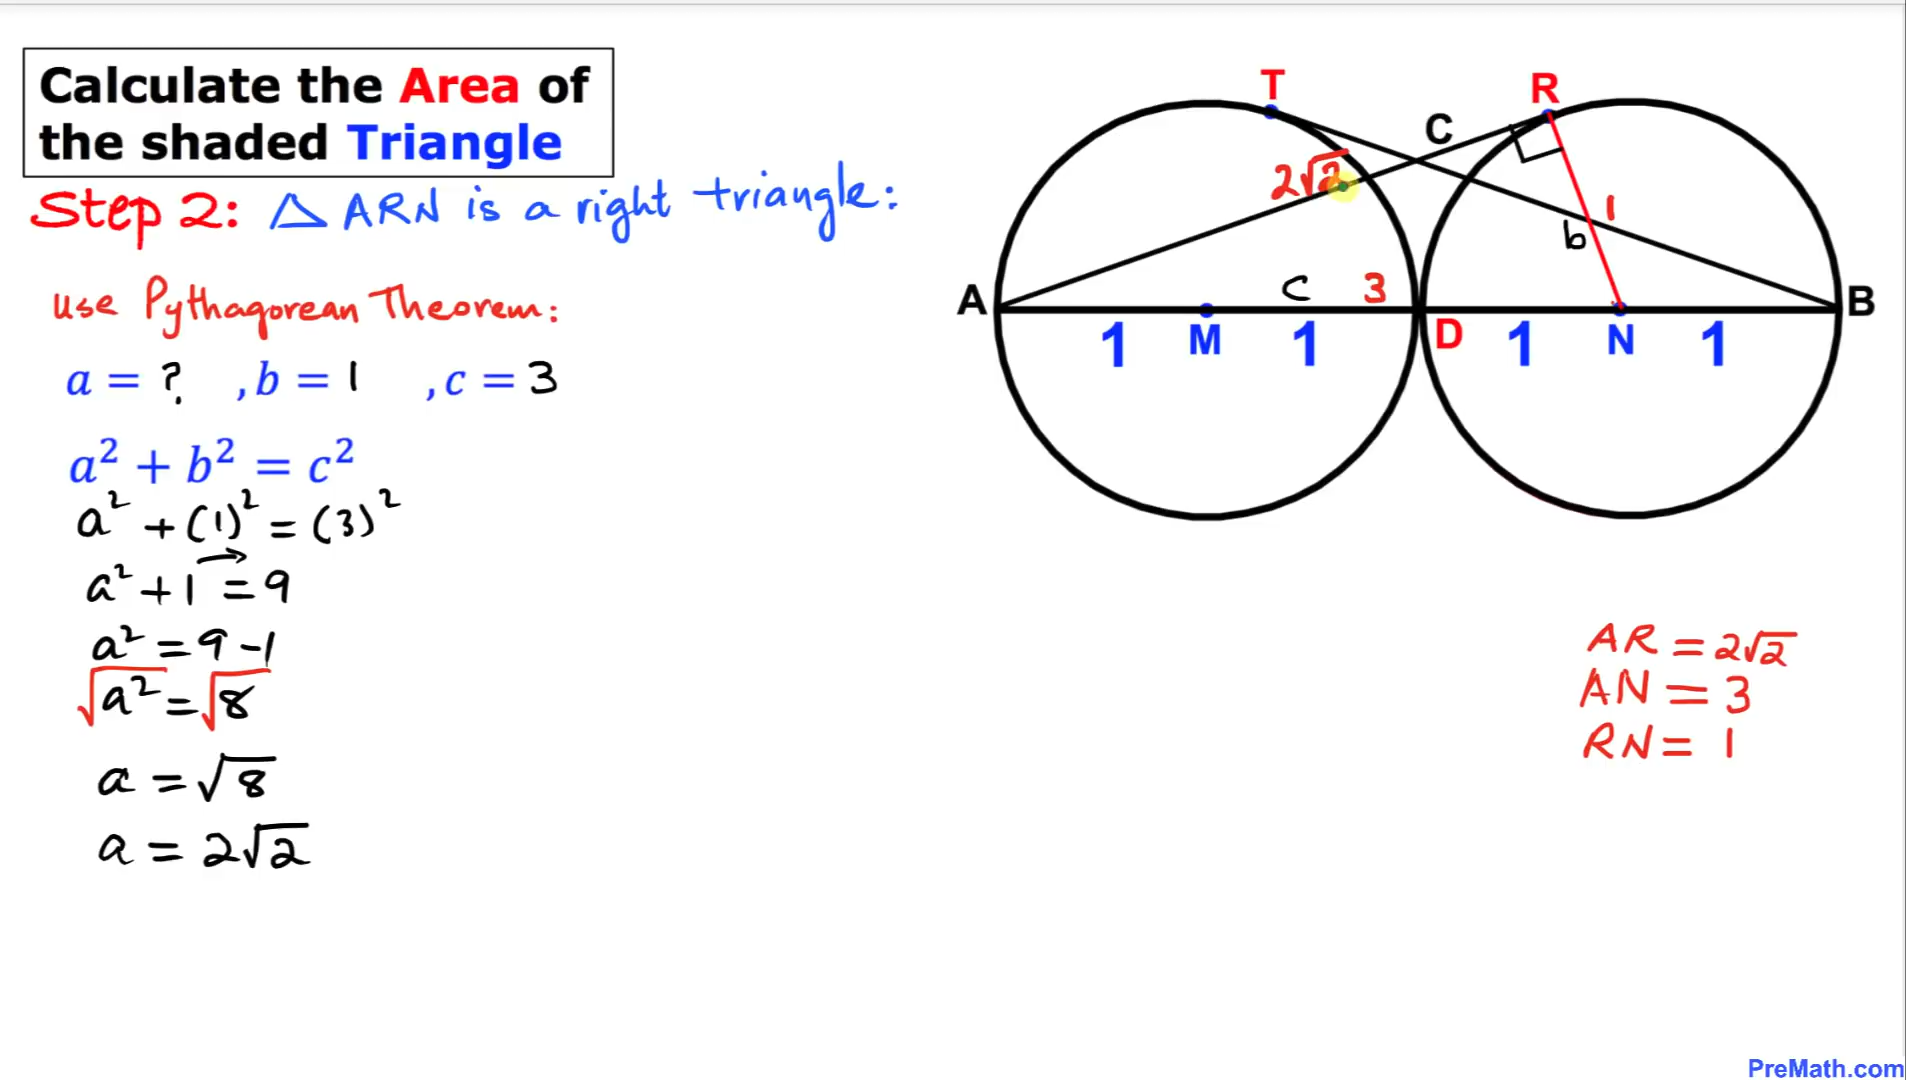 Calculate the Area of
the shaded Triangle
Step 2: △ ARN is a right triangle:
use Pythagorean Theorem:
a = ? , b = 1 , c = 3
a² + b² = c²
a² + (1)² = (3)²
a² + 1 = 9
a² = 9 - 1
√a² = √8
a = √8
a = 2√2
T
R
C
2√2
1
b
A
C
3
B
1
M
1
D
1
N
1
AR = 2√2
AN = 3
RN = 1
PreMath.com